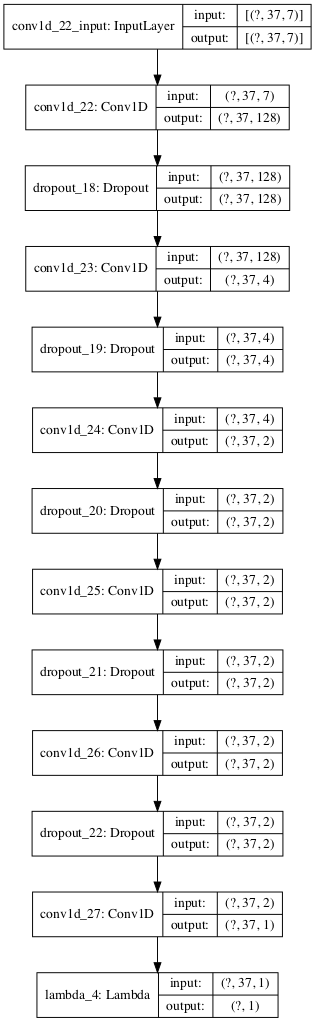 conv1d_22_input: InputLayer
input: [(?, 37, 7)]
output: [(?, 37, 7)]
conv1d_22: Conv1D
input: (?, 37, 7)
output: (?, 37, 128)
dropout_18: Dropout
input: (?, 37, 128)
output: (?, 37, 128)
conv1d_23: Conv1D
input: (?, 37, 128)
output: (?, 37, 4)
dropout_19: Dropout
input: (?, 37, 4)
output: (?, 37, 4)
conv1d_24: Conv1D
input: (?, 37, 4)
output: (?, 37, 2)
dropout_20: Dropout
input: (?, 37, 2)
output: (?, 37, 2)
conv1d_25: Conv1D
input: (?, 37, 2)
output: (?, 37, 2)
dropout_21: Dropout
input: (?, 37, 2)
output: (?, 37, 2)
conv1d_26: Conv1D
input: (?, 37, 2)
output: (?, 37, 2)
dropout_22: Dropout
input: (?, 37, 2)
output: (?, 37, 2)
conv1d_27: Conv1D
input: (?, 37, 2)
output: (?, 37, 1)
lambda_4: Lambda
input: (?, 37, 1)
output: (?, 1)